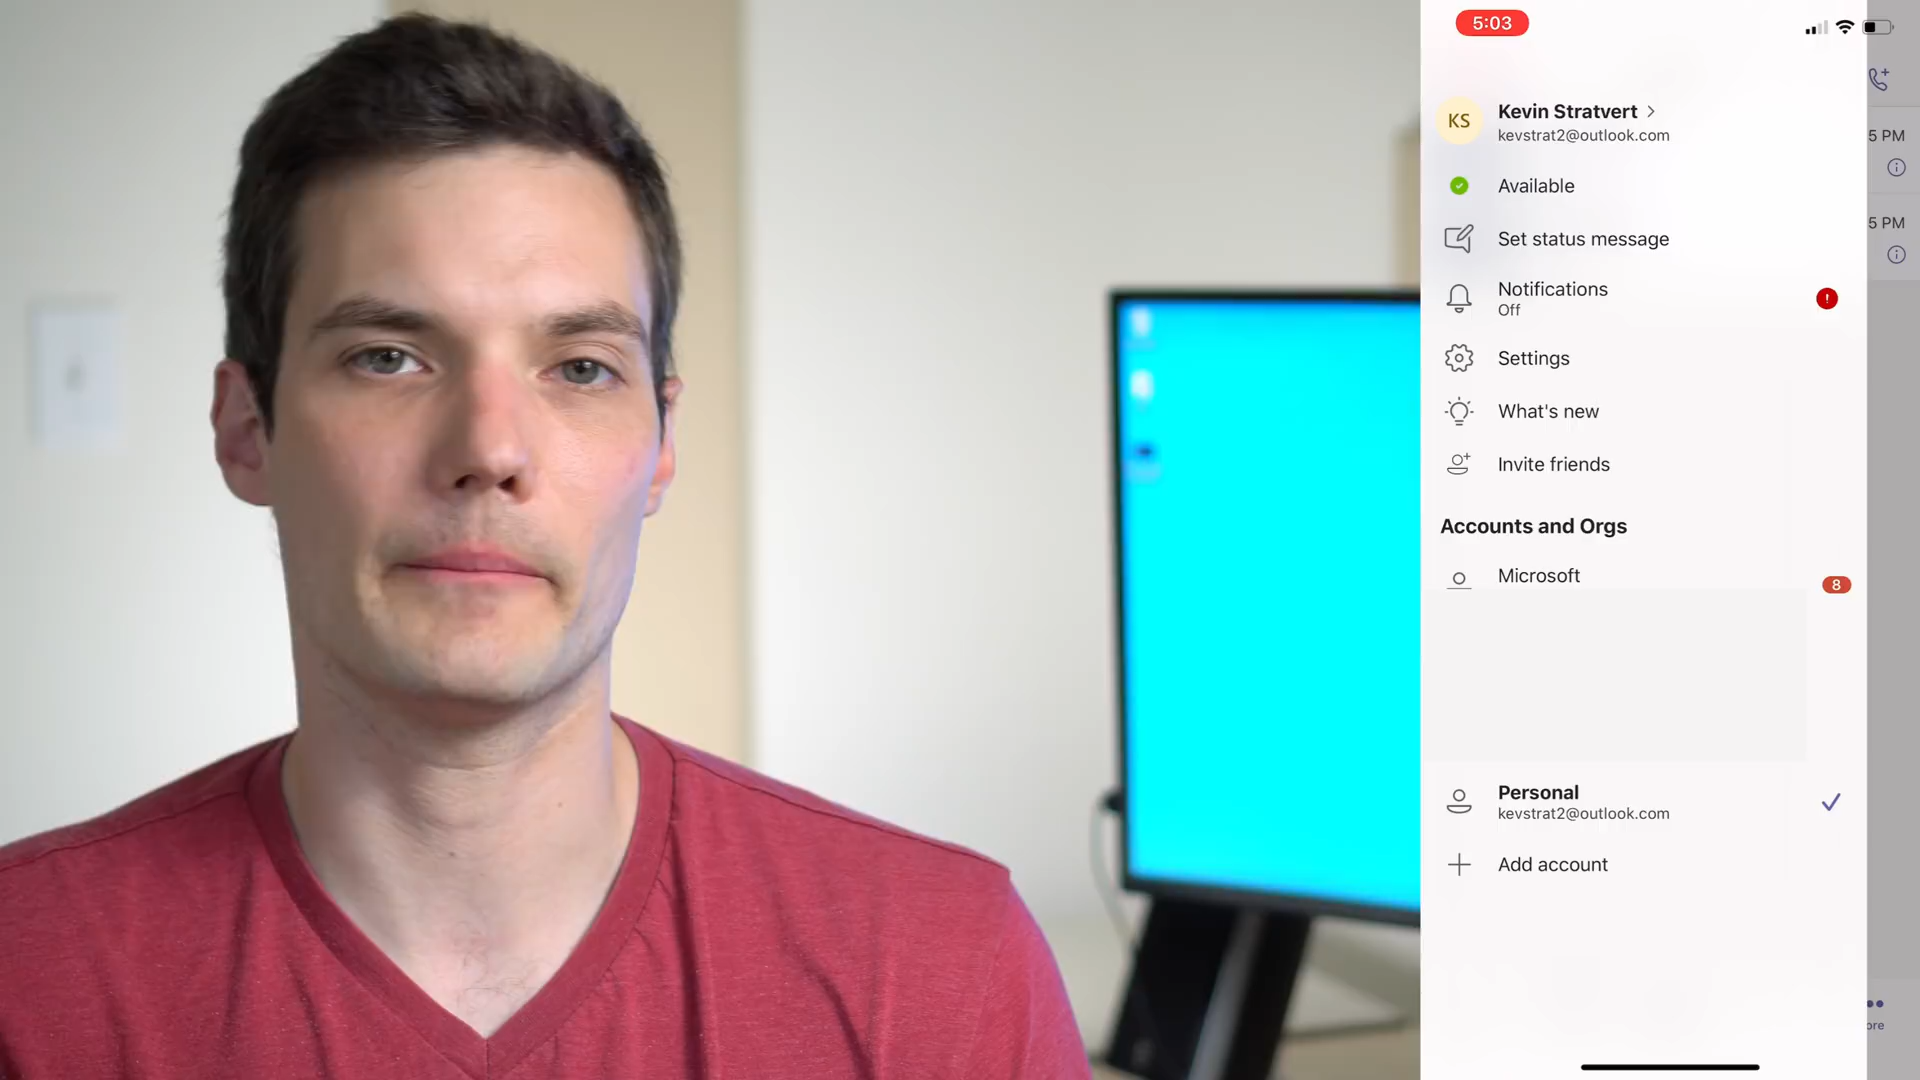 5:03
KS
Kevin Stratvert
kevstrat2@outlook.com
Available
Set status message
Notifications
Off
Settings
What's new
Invite friends
Accounts and Orgs
Microsoft
8
Personal
kevstrat2@outlook.com
Add account
5 PM
5 PM
ore